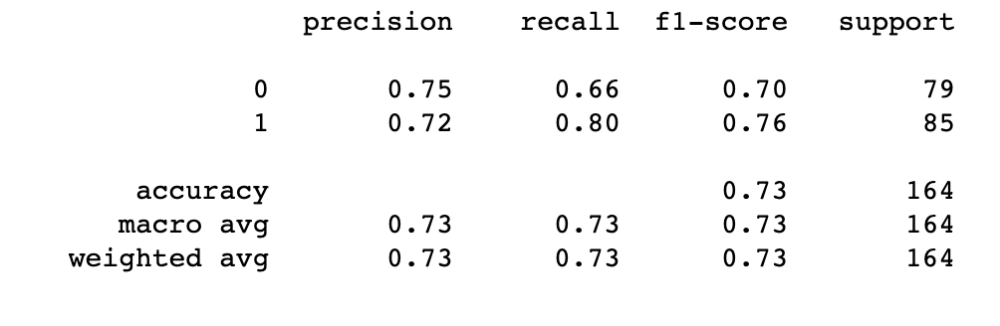 precision recall f1-score support
0 0.75 0.66 0.70 79
1 0.72 0.80 0.76 85
accuracy 0.73 164
macro avg 0.73 0.73 0.73 164
weighted avg 0.73 0.73 0.73 164